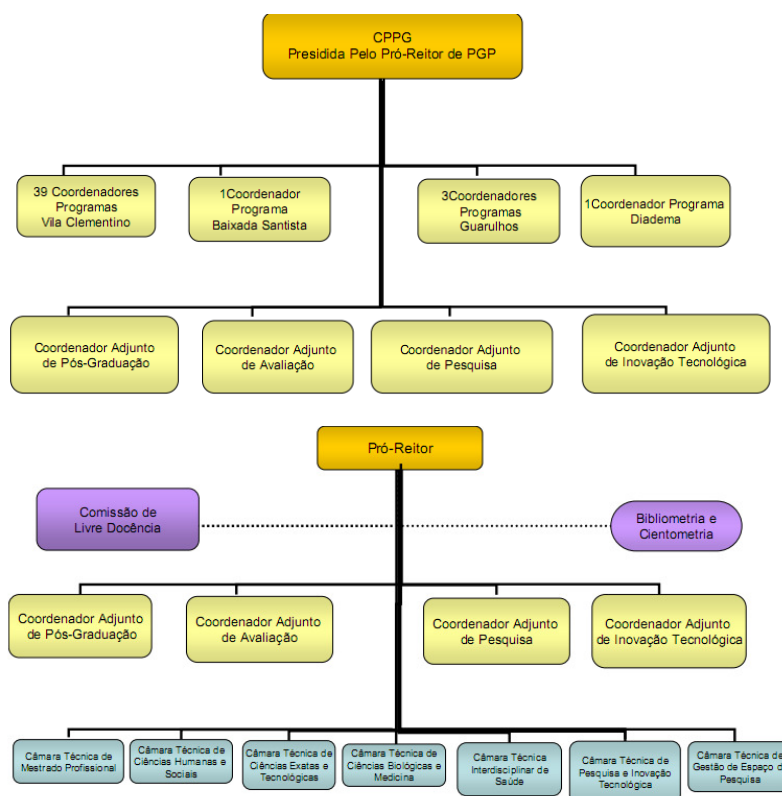 CPPG
Presidida Pelo Pró-Reitor de PGP
39 Coordenadores
Programas
Vila Clementino
1Coordenador
Programa
Baixada Santista
3Coordenadores
Programas
Guarulhos
1Coordenador Programa
Diadema
Coordenador Adjunto
de Pós-Graduação
Coordenador Adjunto
de Avaliação
Coordenador Adjunto
de Pesquisa
Coordenador Adjunto
de Inovação Tecnológica
Pró-Reitor
Comissão de
Livre Docência
Bibliometria e
Cientometria
Coordenador Adjunto
de Pós-Graduação
Coordenador Adjunto
de Avaliação
Coordenador Adjunto
de Pesquisa
Coordenador Adjunto
de Inovação Tecnológica
Câmara Técnica de
Mestrado Profissional
Câmara Técnica de
Ciências Humanas e
Sociais
Câmara Técnica de
Ciências Exatas e
Tecnológicas
Câmara Técnica de
Ciências Biológicas e
Medicina
Câmara Técnica
Interdisciplinar de
Saúde
Câmara Técnica de
Pesquisa e Inovação
Tecnológica
Câmara Técnica de
Gestão de Espaço de
Pesquisa